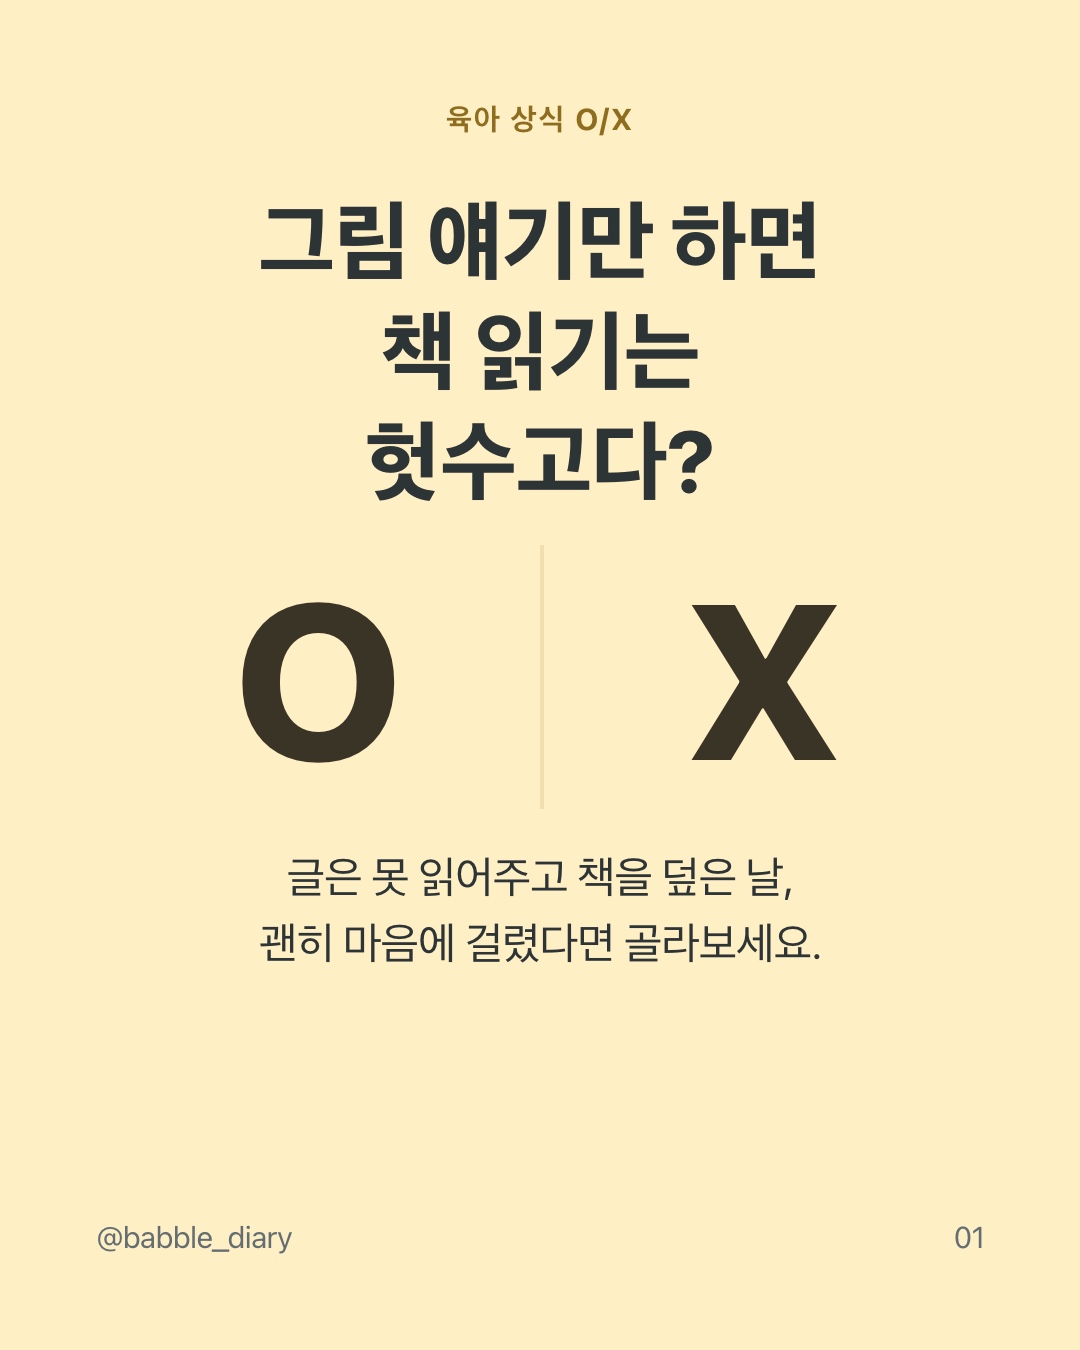 육아 상식 O/X
그림 얘기만 하면
책 읽기는
헛수고다?
O X
글은 못 읽어주고 책을 덮은 날,
괜히 마음에 걸렸다면 골라보세요.
@babble_diary 01